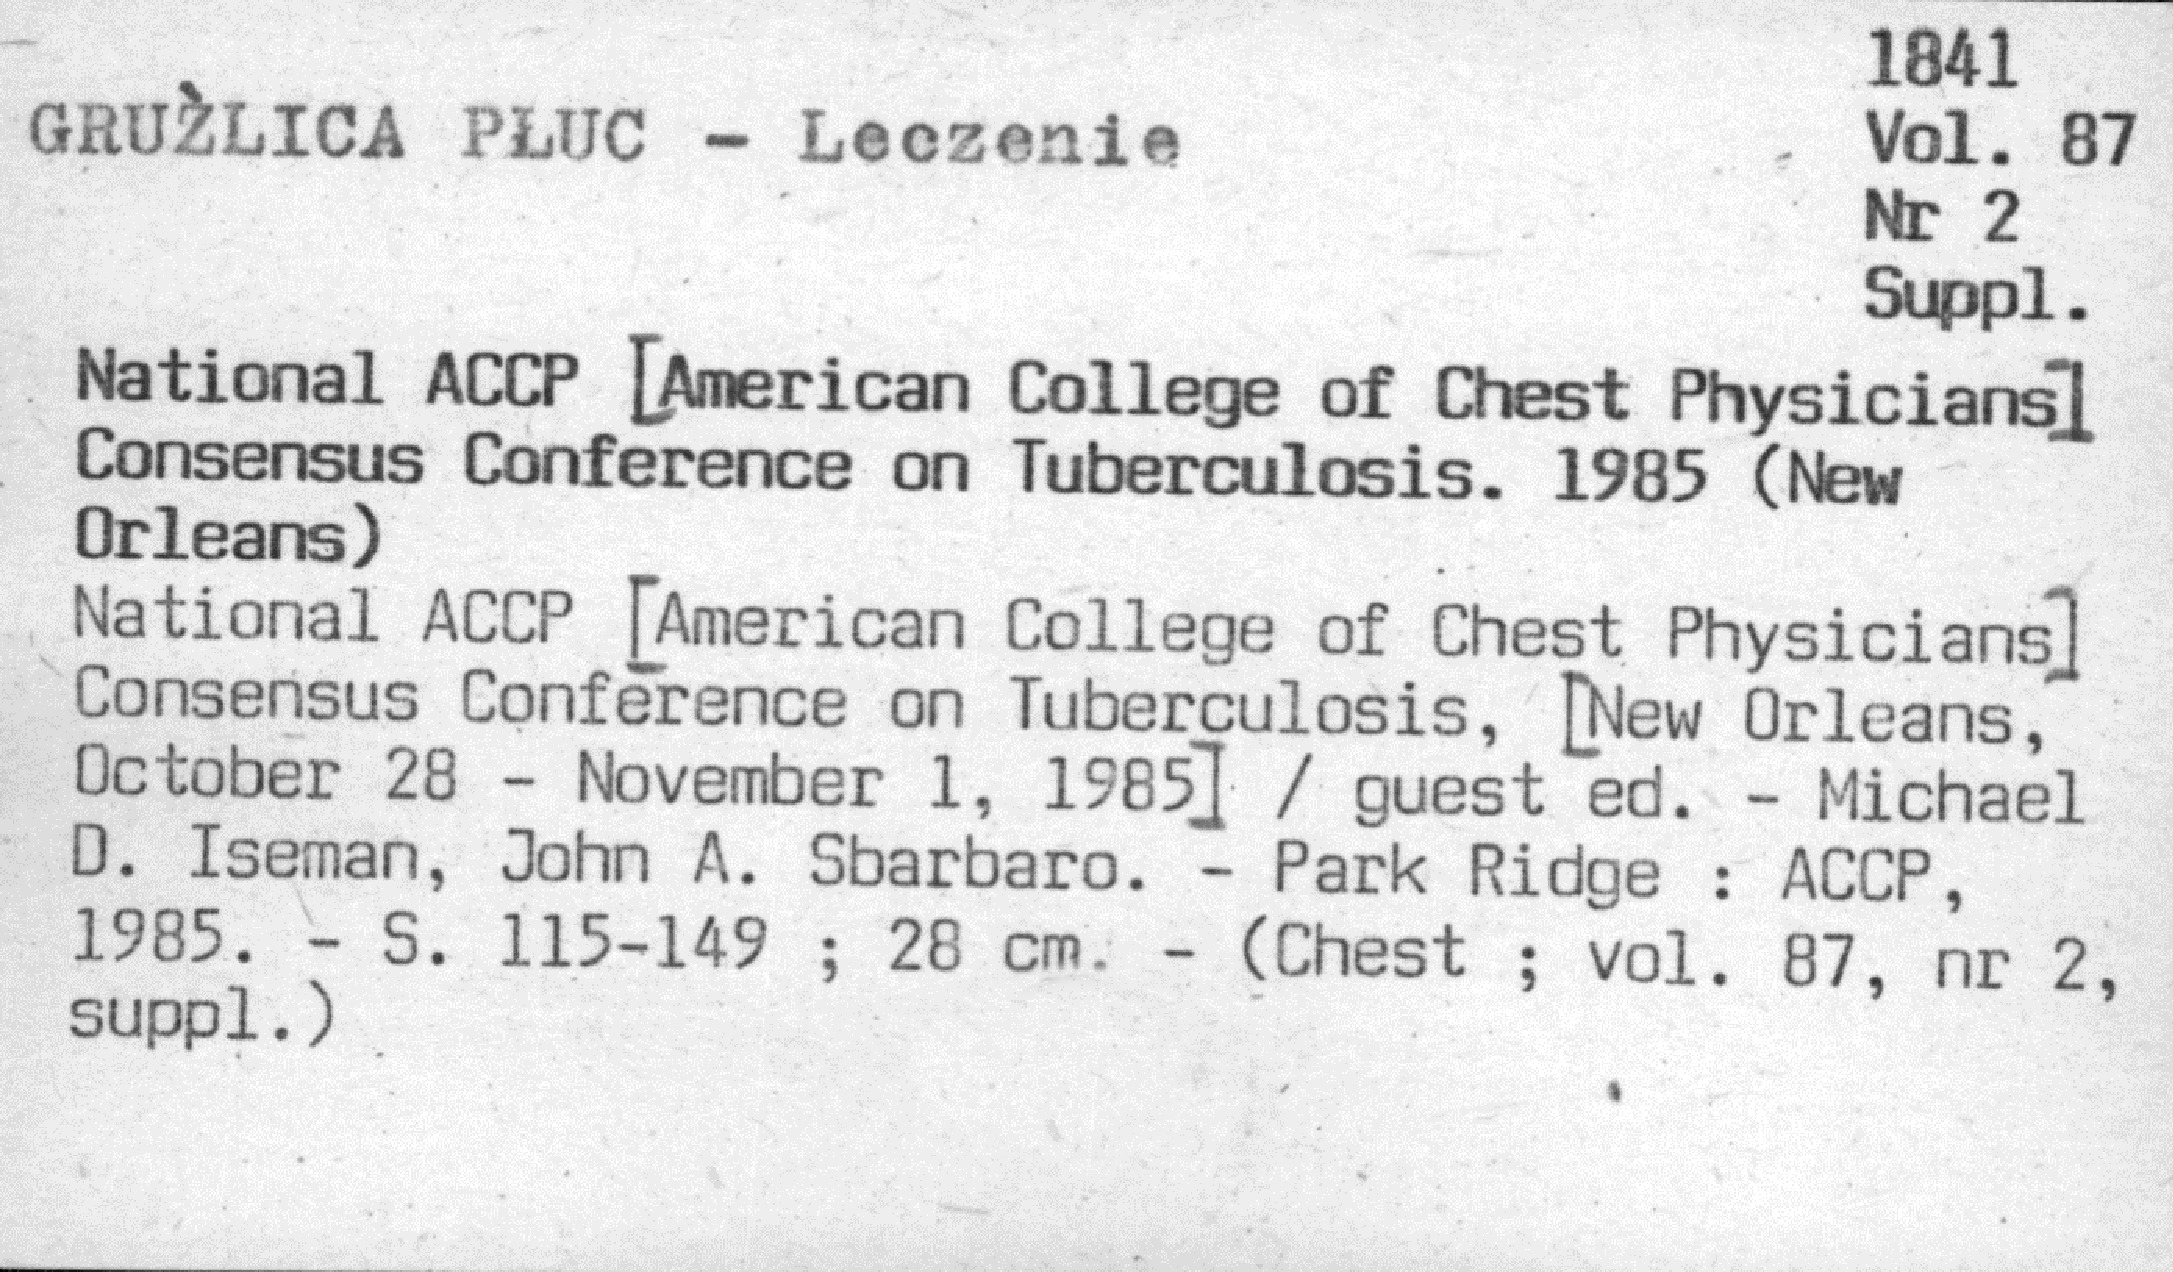 1841
GRUŹLICA PŁUC - Leczenie
Vol. 87
Nr 2
Suppl.
National ACCP [American College of Chest Physicians]
Consensus Conference on Tuberculosis. 1985 (New
Orleans)
National ACCP [American College of Chest Physicians]
Consensus Conference on Tuberculosis, [New Orleans,
October 28 - November 1, 1985] / guest ed. - Michael
D. Iseman, John A. Sbarbaro. - Park Ridge : ACCP,
1985. - S. 115-149 ; 28 cm. - (Chest ; vol. 87, nr 2,
suppl.)